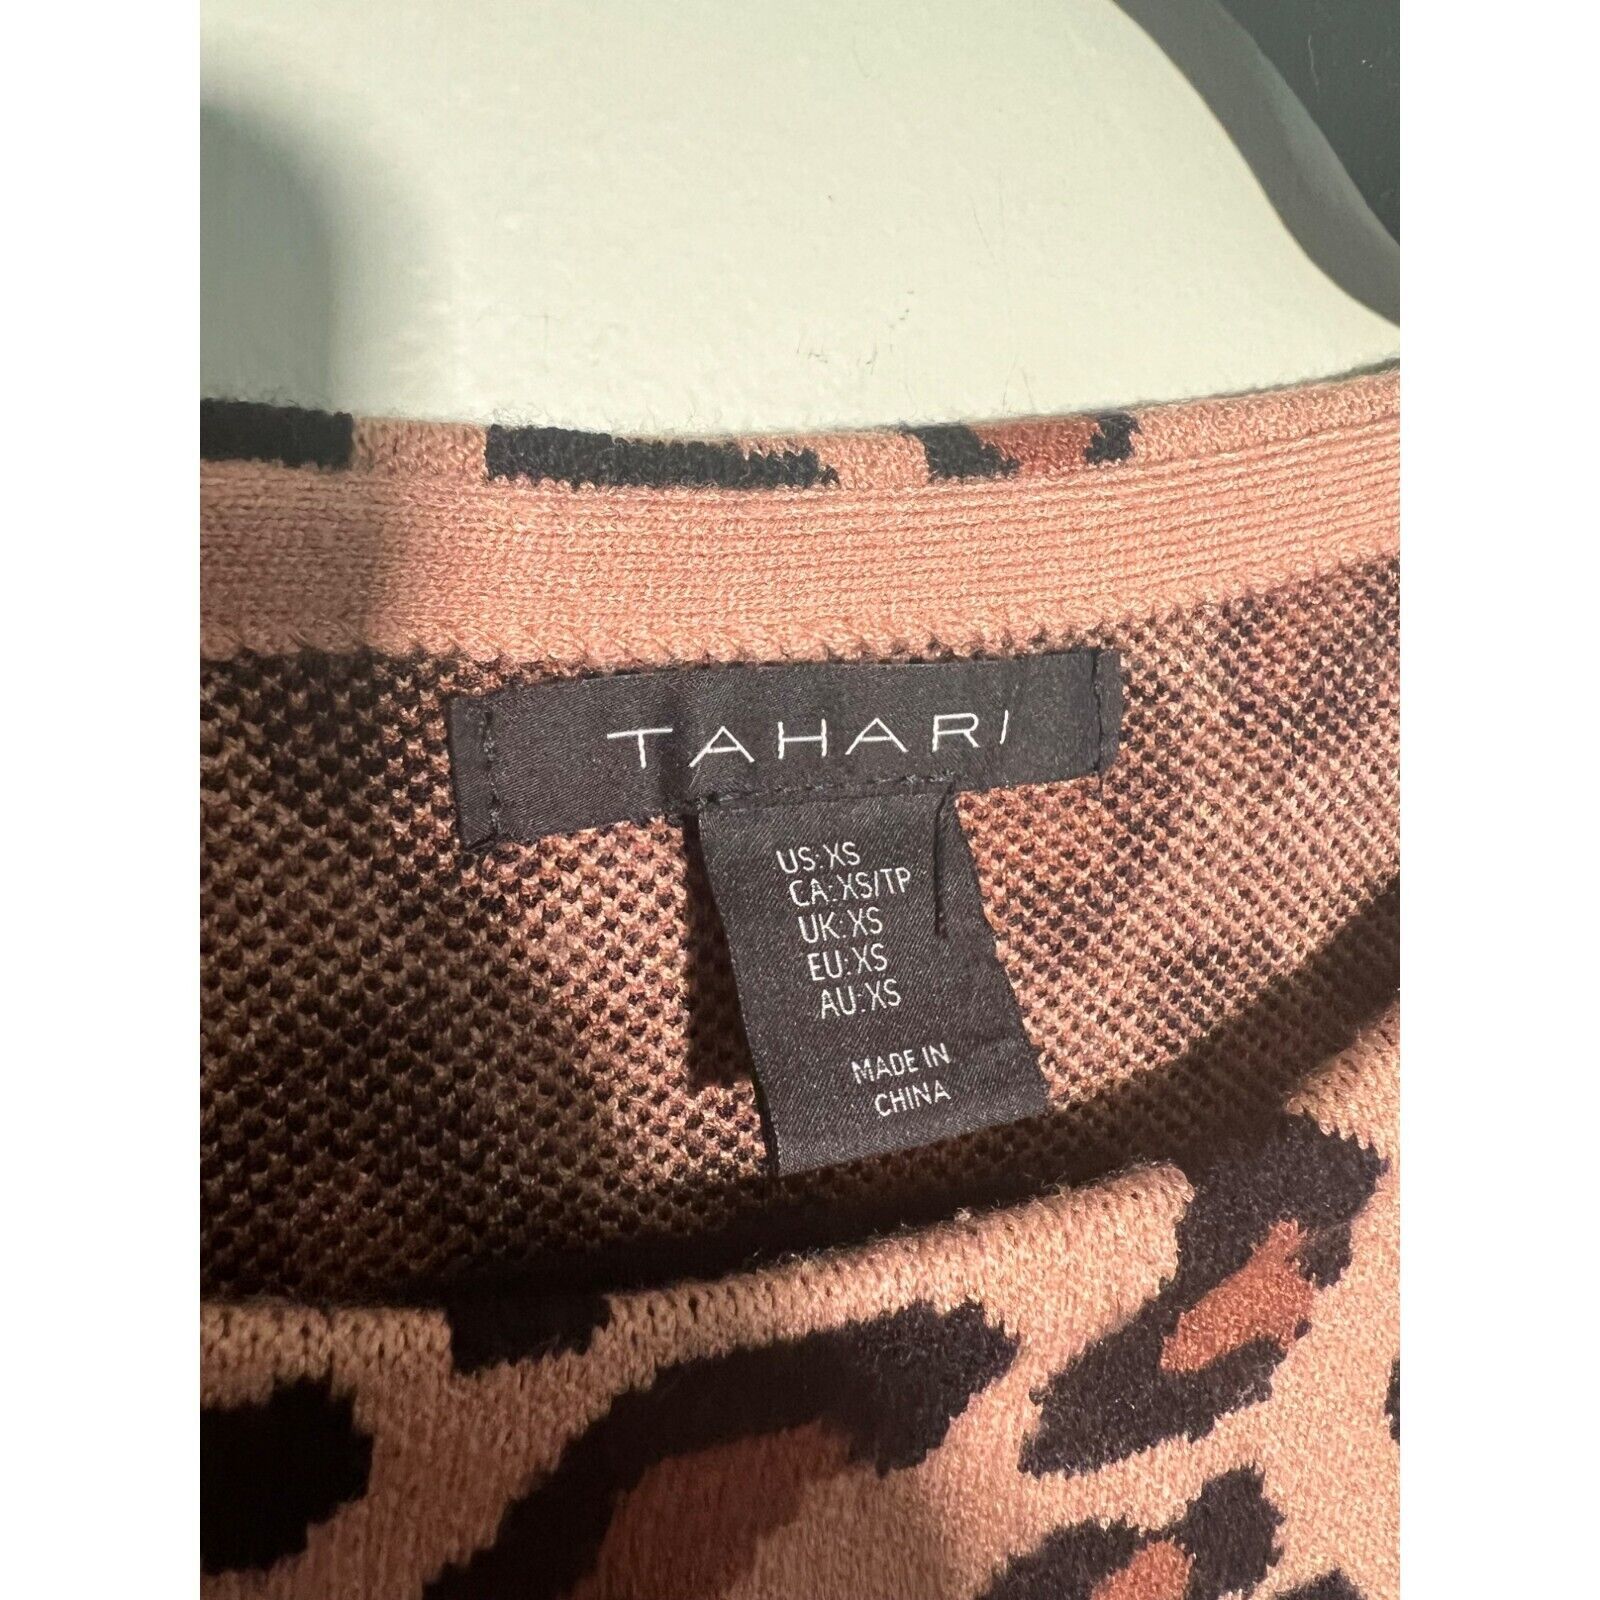 TAHARI
US: XS
CA: XS/TP
UK: XS
EU: XS
AU: XS
MADE IN
CHINA